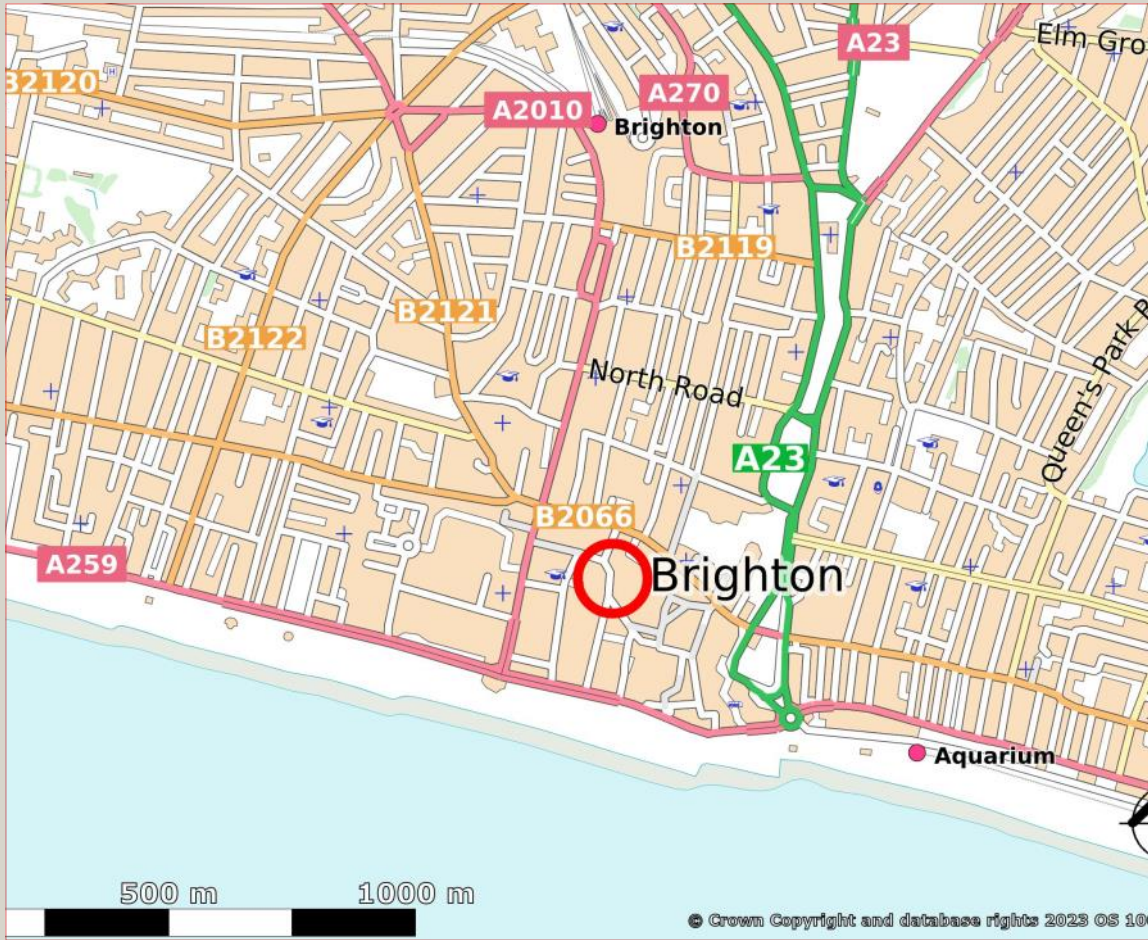 A23
Elm Gro
B2120
A270
A2010
Brighton
B2119
B2121
B2122
North Road
Queen's Park R
A23
B2066
A259
Brighton
Aquarium
500 m
1000 m
© Crown Copyright and database rights 2023 OS 100